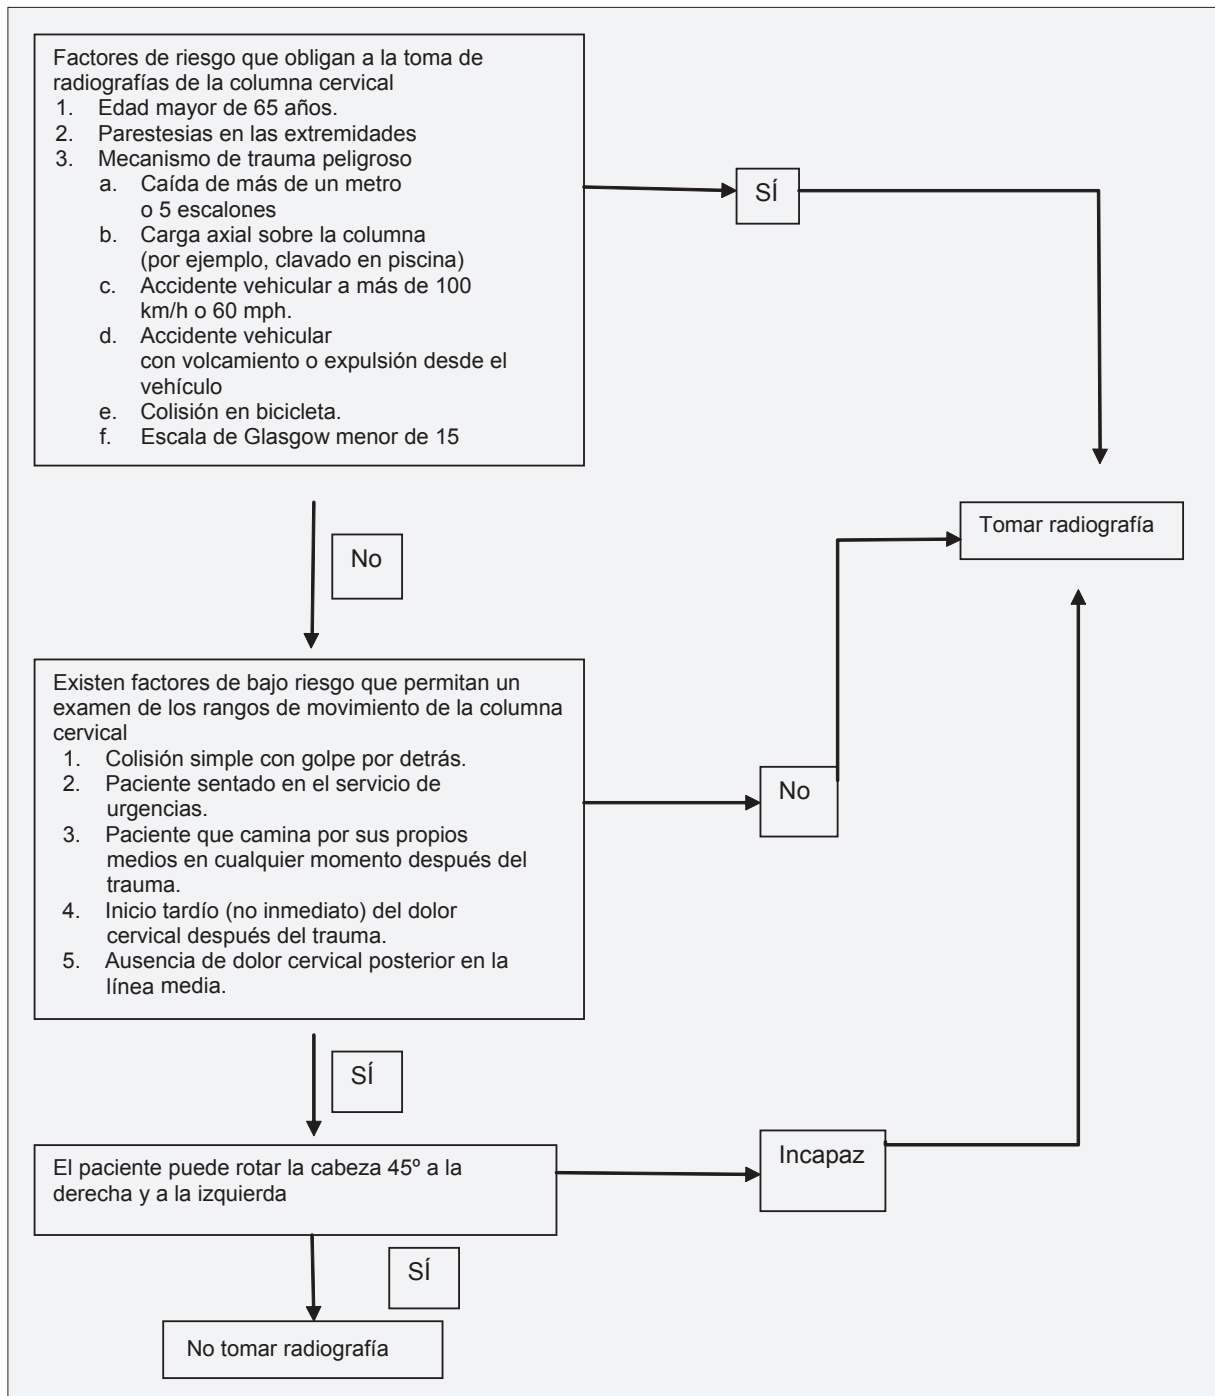 Factores de riesgo que obligan a la toma de
radiografías de la columna cervical
1. Edad mayor de 65 años.
2. Parestesias en las extremidades
3. Mecanismo de trauma peligroso
a. Caída de más de un metro
o 5 escalones
b. Carga axial sobre la columna
(por ejemplo, clavado en piscina)
c. Accidente vehicular a más de 100
km/h o 60 mph.
d. Accidente vehicular
con volcamiento o expulsión desde el
vehículo
e. Colisión en bicicleta.
f. Escala de Glasgow menor de 15
SÍ
Tomar radiografía
No
Existen factores de bajo riesgo que permitan un
examen de los rangos de movimiento de la columna
cervical
1. Colisión simple con golpe por detrás.
2. Paciente sentado en el servicio de
urgencias.
3. Paciente que camina por sus propios
medios en cualquier momento después del
trauma.
4. Inicio tardío (no inmediato) del dolor
cervical después del trauma.
5. Ausencia de dolor cervical posterior en la
línea media.
No
SÍ
El paciente puede rotar la cabeza 45º a la
derecha y a la izquierda
Incapaz
SÍ
No tomar radiografía